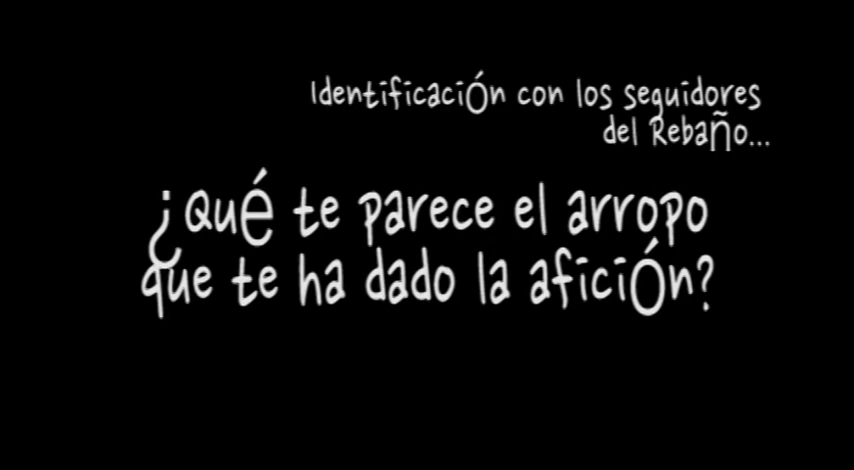 Identificación con los seguidores
del Rebaño...
¿Qué te parece el arropo
que te ha dado la afición?